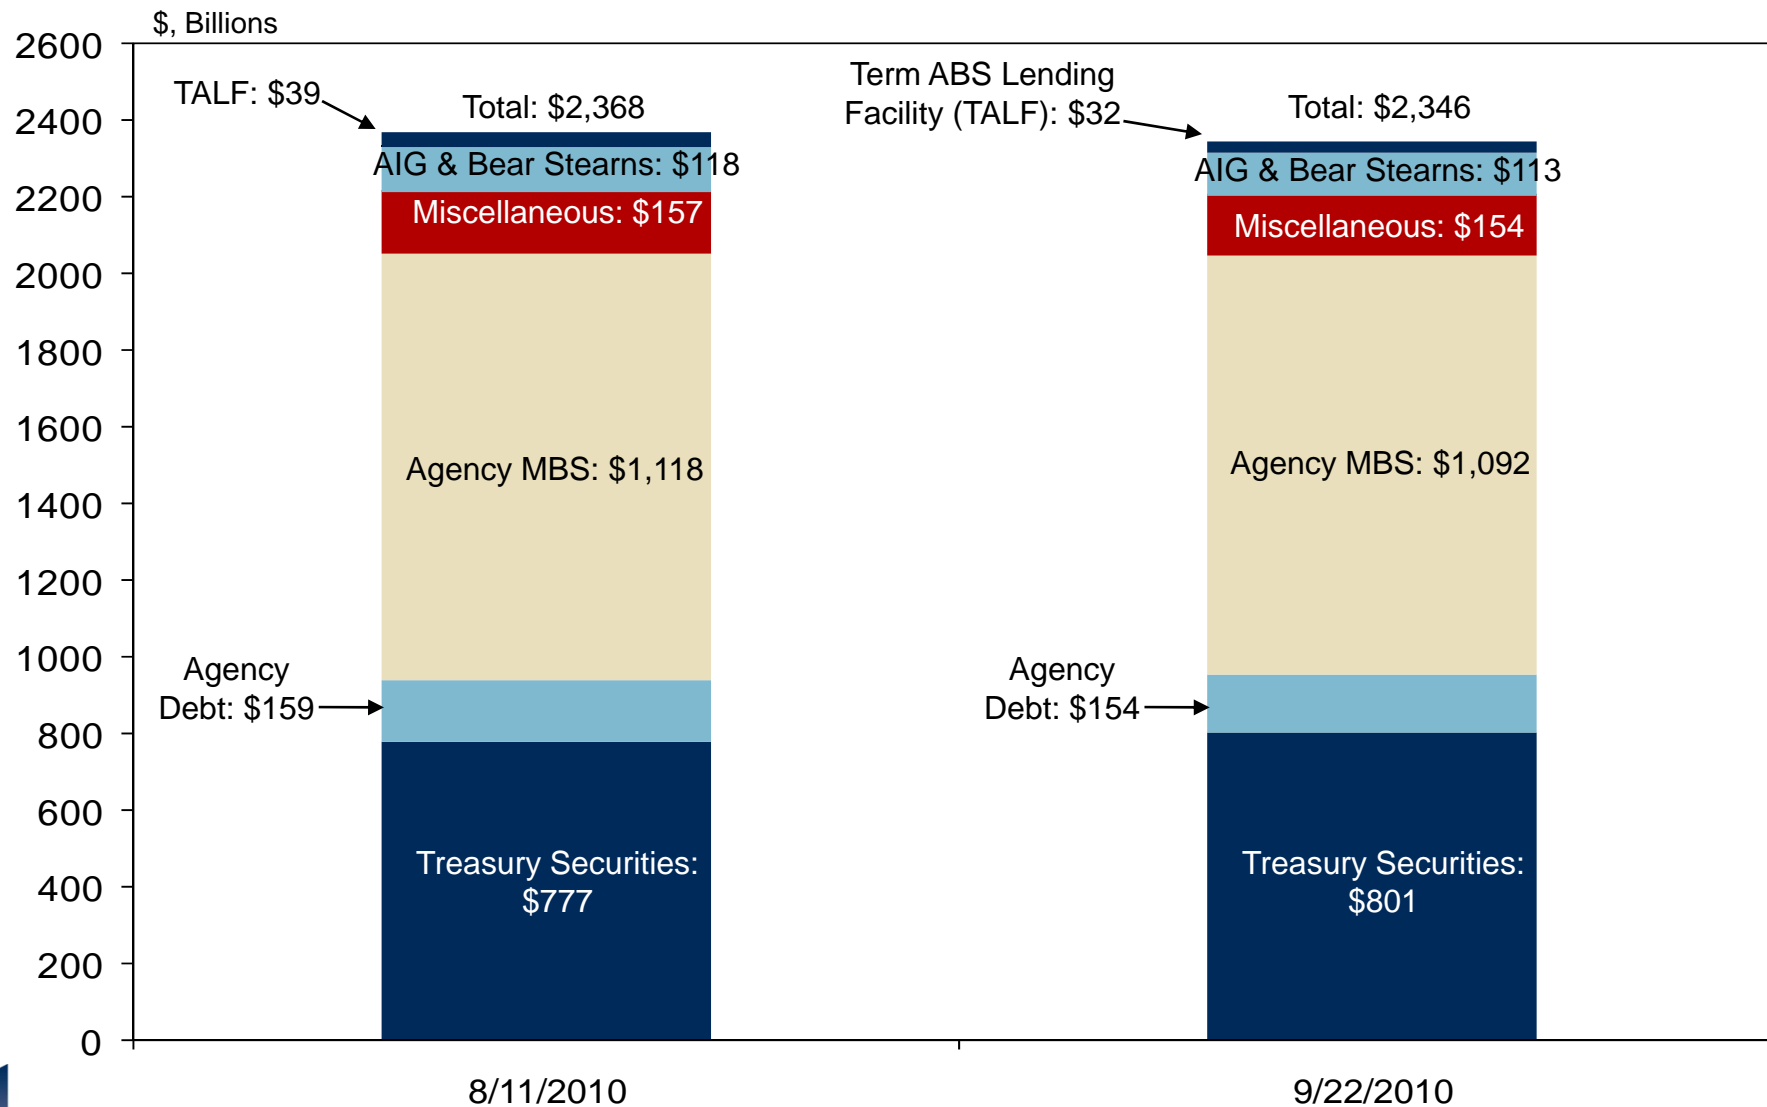 $, Billions
2600
2400
2200
2000
1800
1600
1400
1200
1000
800
600
400
200
0
TALF: $39
Total: $2,368
AIG & Bear Stearns: $118
Miscellaneous: $157
Agency MBS: $1,118
Agency
Debt: $159
Treasury Securities:
$777
8/11/2010
Term ABS Lending
Facility (TALF): $32
Total: $2,346
AIG & Bear Stearns: $113
Miscellaneous: $154
Agency MBS: $1,092
Agency
Debt: $154
Treasury Securities:
$801
9/22/2010